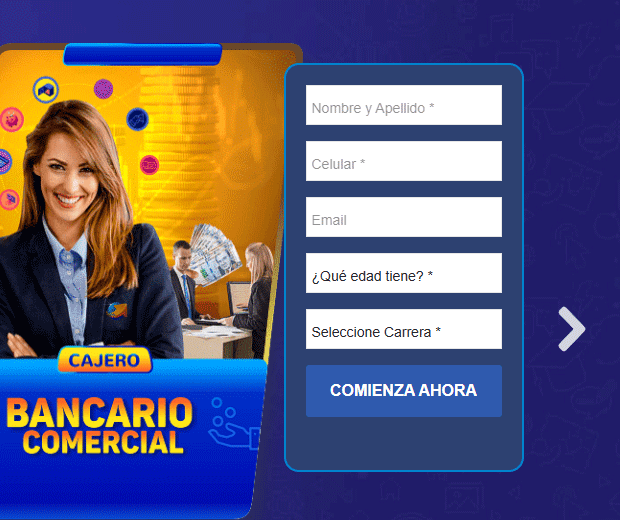 CAJERO
BANCARIO
COMERCIAL
Nombre y Apellido *
Celular *
Email
¿Qué edad tiene? *
Seleccione Carrera *
COMIENZA AHORA